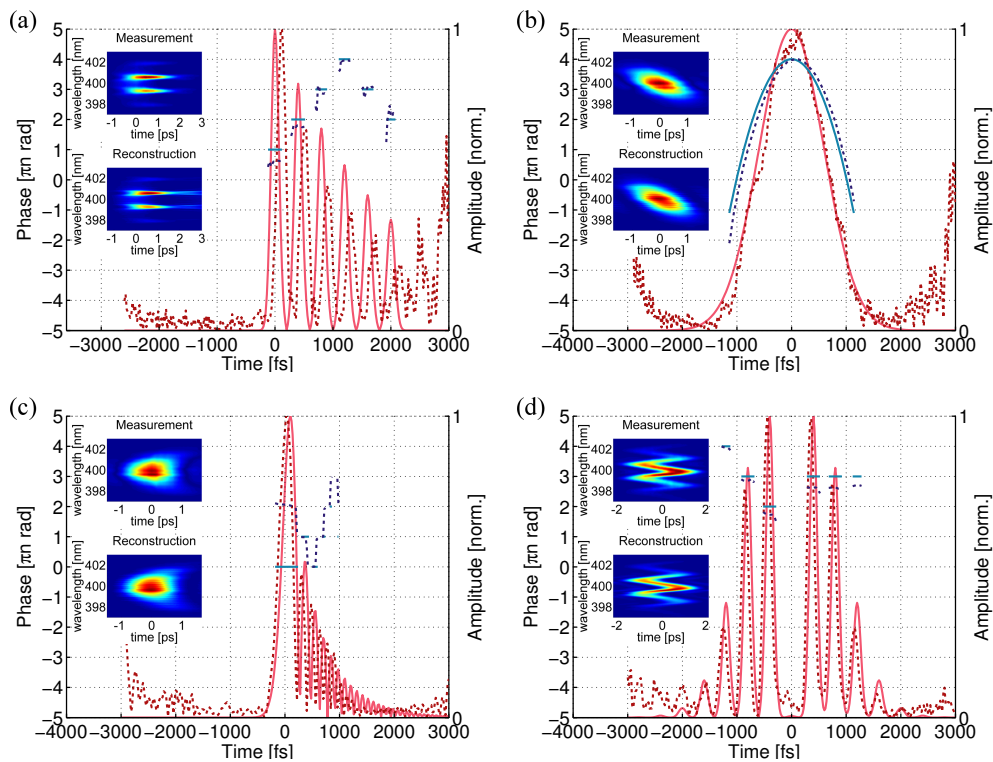 (a)
Phase [πn rad]
5
4
3
2
1
0
−1
−2
−3
−4
−5
Measurement
wavelength [nm]
402
400
398
-1 0 1 2 3
time [ps]
Reconstruction
wavelength [nm]
402
400
398
-1 0 1 2 3
time [ps]
1
0
Amplitude [norm.]
−3000 −2000 −1000 0 1000 2000 3000
Time [fs]
(b)
Phase [πn rad]
5
4
3
2
1
0
−1
−2
−3
−4
−5
Measurement
wavelength [nm]
402
400
398
-1 0 1
time [ps]
Reconstruction
wavelength [nm]
402
400
398
-1 0 1
time [ps]
1
0
Amplitude [norm.]
−4000 −3000 −2000 −1000 0 1000 2000 3000
Time [fs]
(c)
Phase [πn rad]
5
4
3
2
1
0
−1
−2
−3
−4
−5
Measurement
wavelength [nm]
402
400
398
-1 0 1
time [ps]
Reconstruction
wavelength [nm]
402
400
398
-1 0 1
time [ps]
1
0
Amplitude [norm.]
−4000 −3000 −2000 −1000 0 1000 2000 3000
Time [fs]
(d)
Phase [πn rad]
5
4
3
2
1
0
−1
−2
−3
−4
−5
Measurement
wavelength [nm]
402
400
398
−2 0 2
time [ps]
Reconstruction
wavelength [nm]
402
400
398
−2 0 2
time [ps]
1
0
Amplitude [norm.]
−4000 −3000 −2000 −1000 0 1000 2000 3000
Time [fs]